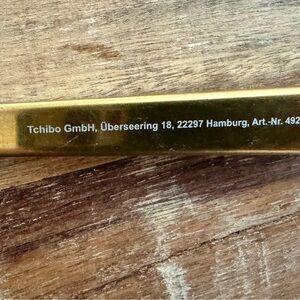 Tchibo GmbH, Überseering 18, 22297 Hamburg, Art.-Nr. 492